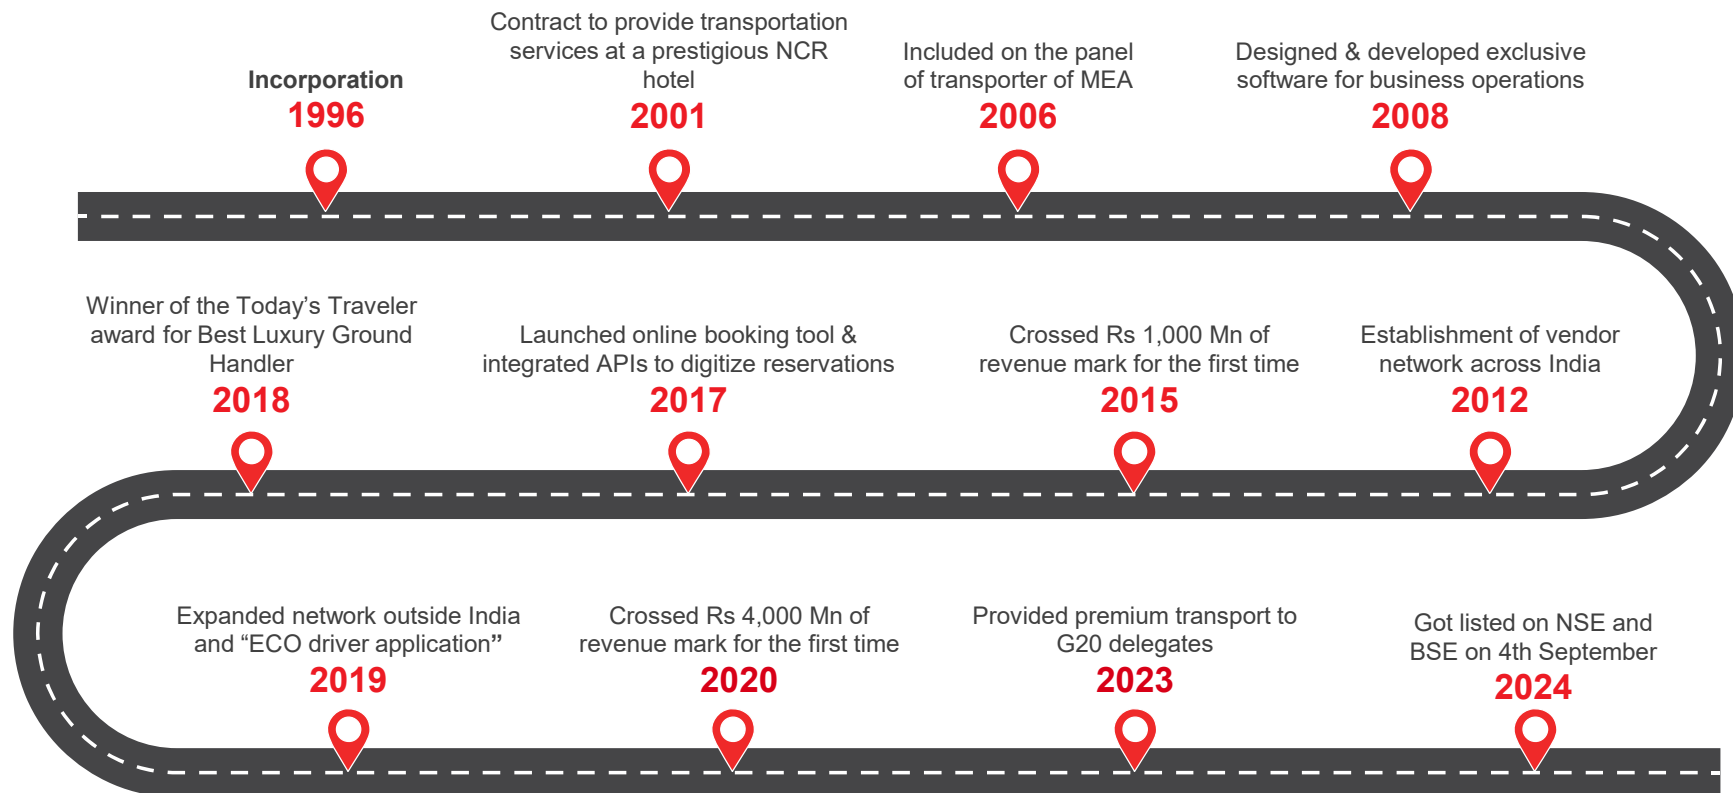 Incorporation
1996
Contract to provide transportation
services at a prestigious NCR
hotel
2001
Included on the panel
of transporter of MEA
2006
Designed & developed exclusive
software for business operations
2008
Winner of the Today’s Traveler
award for Best Luxury Ground
Handler
2018
Launched online booking tool &
integrated APIs to digitize reservations
2017
Crossed Rs 1,000 Mn of
revenue mark for the first time
2015
Establishment of vendor
network across India
2012
Expanded network outside India
and “ECO driver application”
2019
Crossed Rs 4,000 Mn of
revenue mark for the first time
2020
Provided premium transport to
G20 delegates
2023
Got listed on NSE and
BSE on 4th September
2024